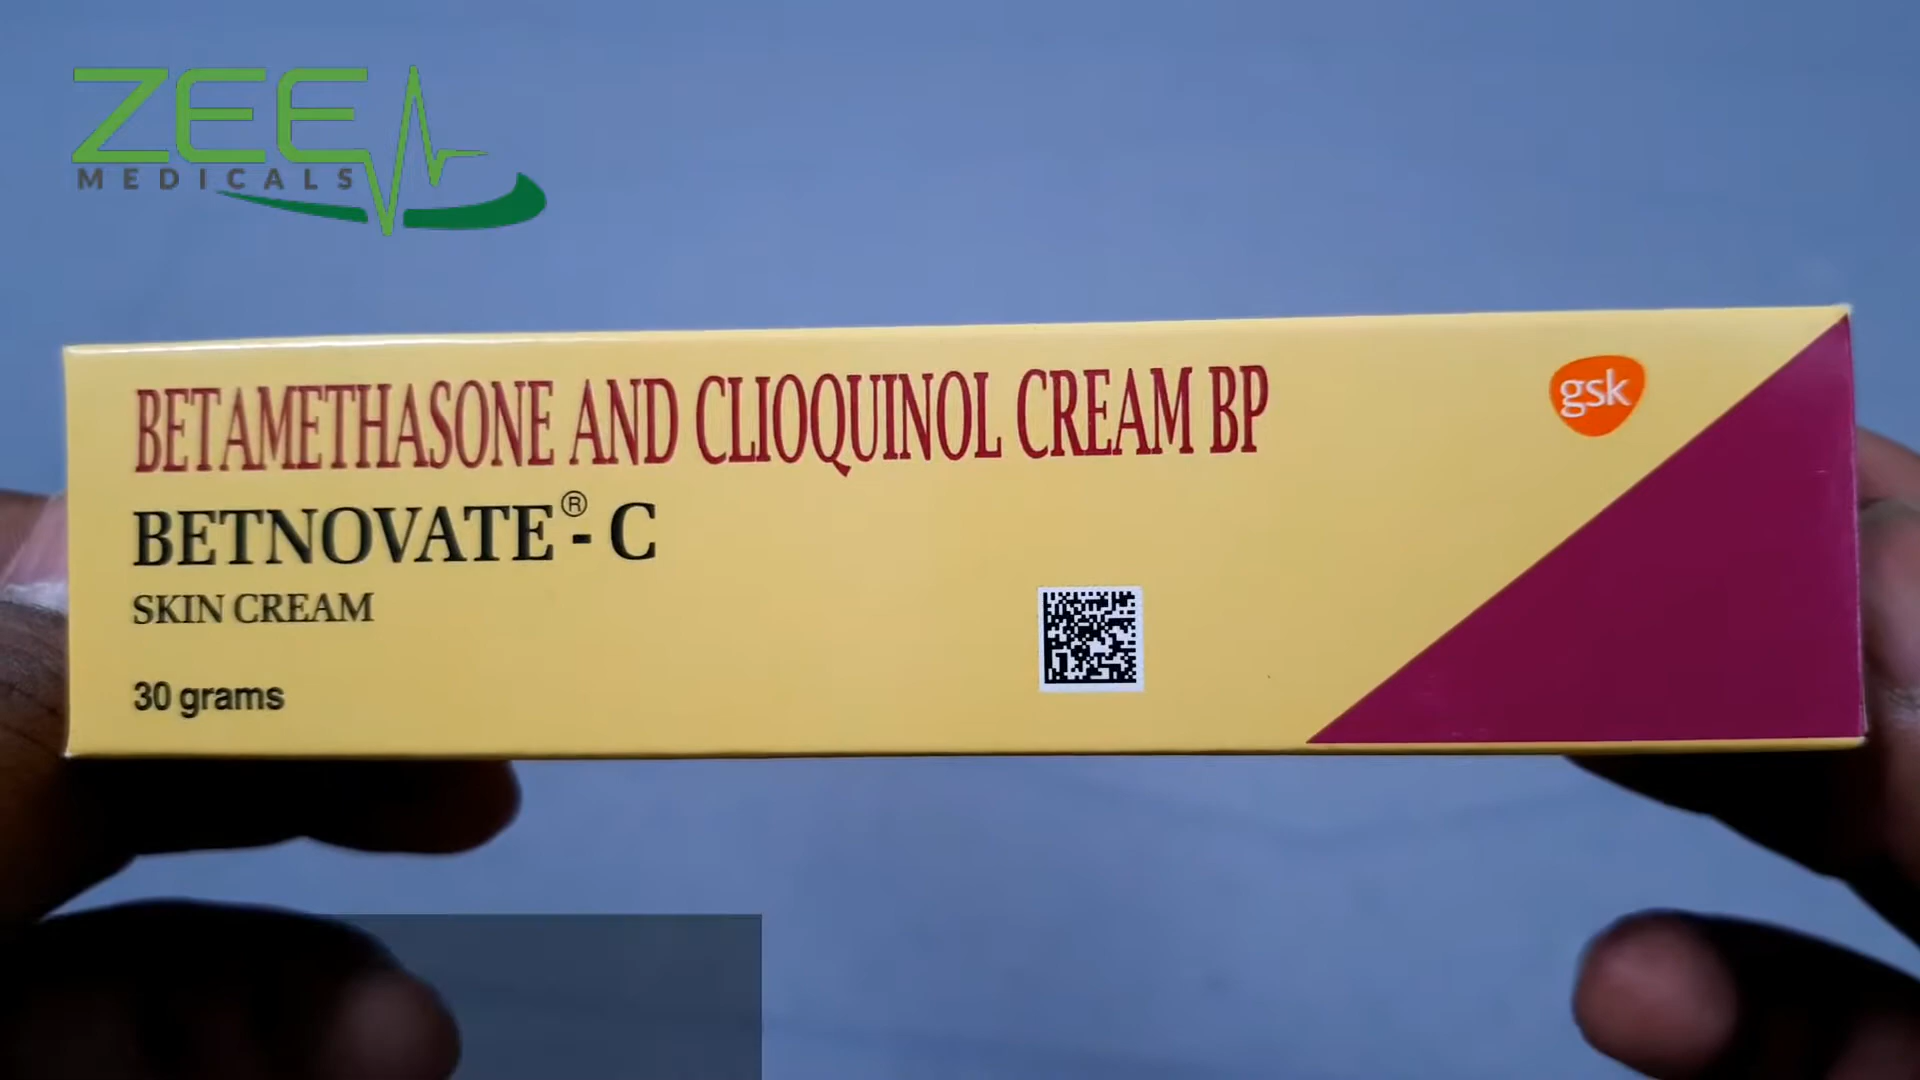 ZEE
MEDICALS
BETAMETHASONE AND CLIOQUINOL CREAM BP
gsk
BETNOVATE® - C
SKIN CREAM
30 grams